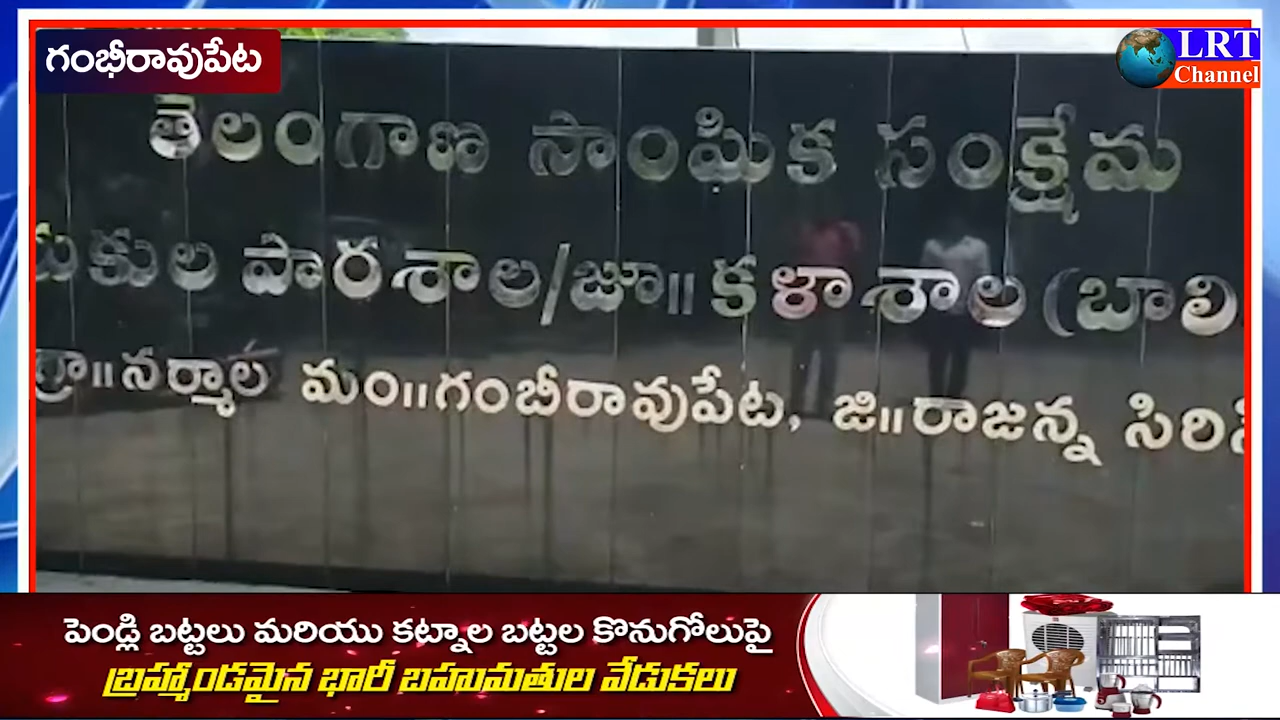 గంభీరావుపేట
LRT
Channel
తెలంగాణ సాంఘిక సంక్షేమ
కుల పాఠశాల/జూ॥ కళాశాల (బాలి
గ్రా॥నర్మాల మం॥గంబీరావుపేట, జి॥రాజన్న సిరి
పెండ్లి బట్టలు మరియు కట్నాల బట్టల కొనుగోలుపై
బ్రహ్మాండమైన భారీ బహుమతుల వేడుకలు